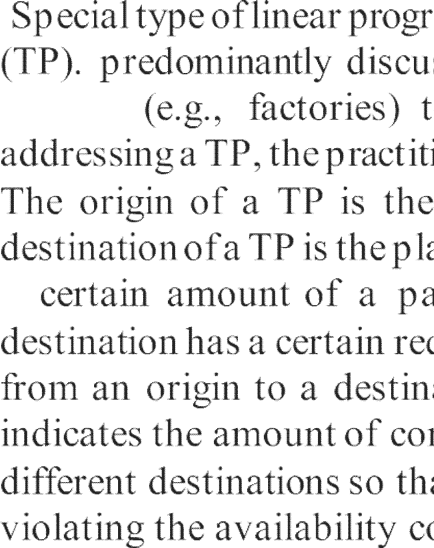 Special type of linear progr
(TP). predominantly discu
(e.g., factories) t
addressing a TP, the practiti
The origin of a TP is the
destination of a TP is the pla
certain amount of a pa
destination has a certain rec
from an origin to a destina
indicates the amount of con
different destinations so tha
violating the availability co